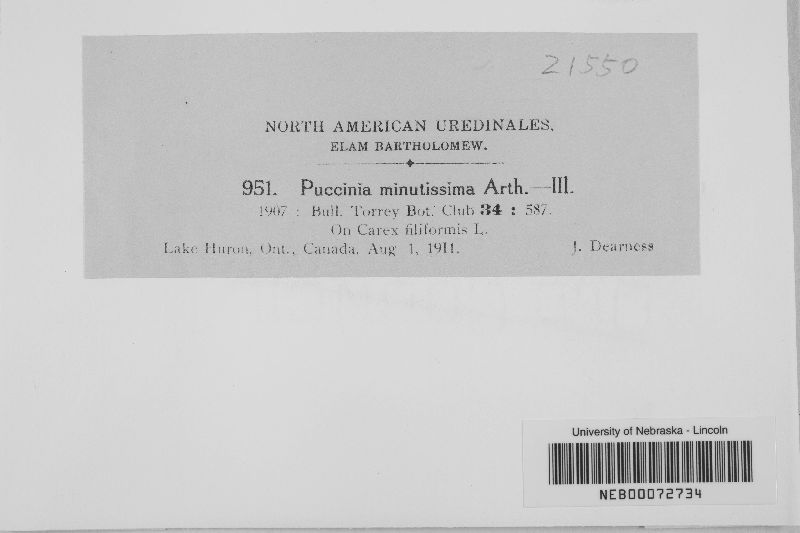 21550
NORTH AMERICAN UREDINALES.
ELAM BARTHOLOMEW.
951. Puccinia minutissima Arth.—III.
1907 : Bull. Torrey Bot. Club 34 : 587.
On Carex filiformis L.
Lake Huron, Ont., Canada, Aug 1, 1911. J. Dearness
University of Nebraska - Lincoln
NEB00072734